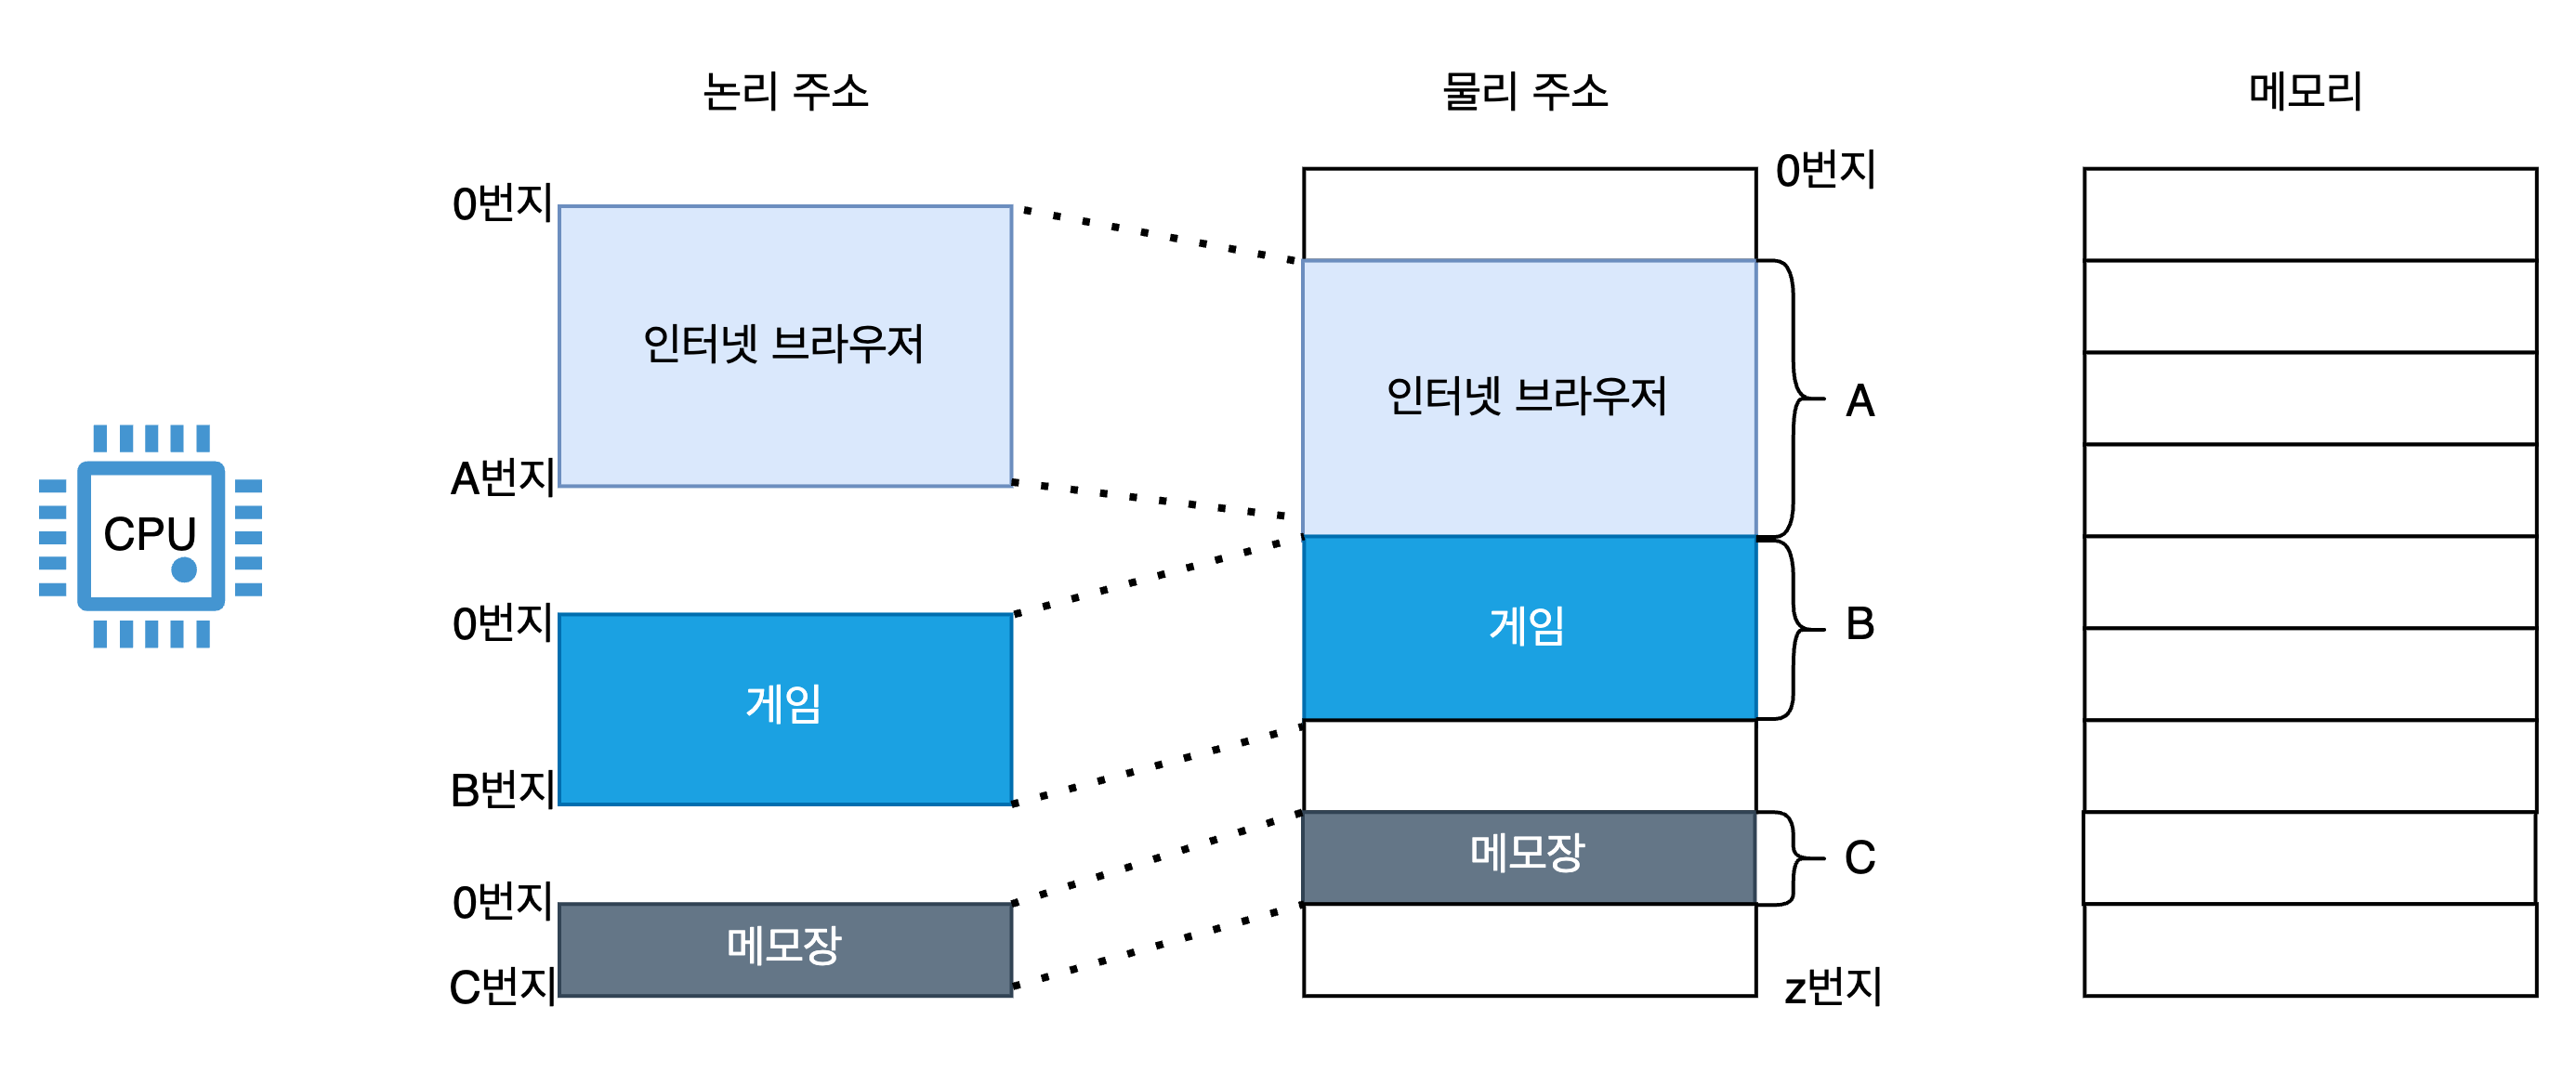 논리 주소
물리 주소
메모리
0번지
0번지
인터넷 브라우저
인터넷 브라우저
A
A번지
CPU
0번지
게임
B
게임
B번지
메모장
C
0번지
메모장
C번지
z번지